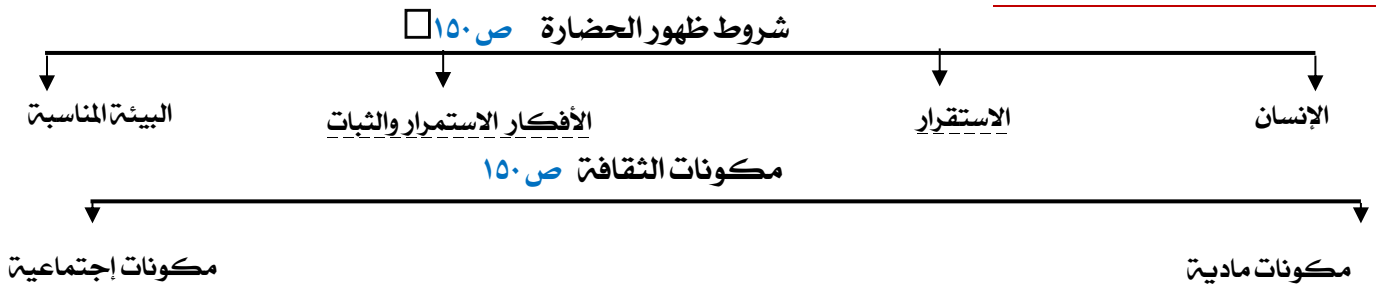 شروط ظهور الحضارة ص١٥٠
الإنسان الاستقرار الأفكار الاستمرار والثبات البيئة المناسبة
مكونات الثقافة ص١٥٠
مكونات مادية مكونات إجتماعية